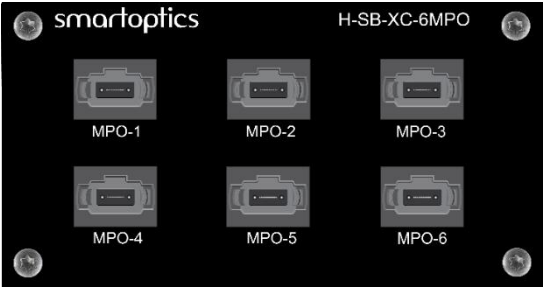 smartoptics H-SB-XC-6MPO
MPO-1 MPO-2 MPO-3
MPO-4 MPO-5 MPO-6